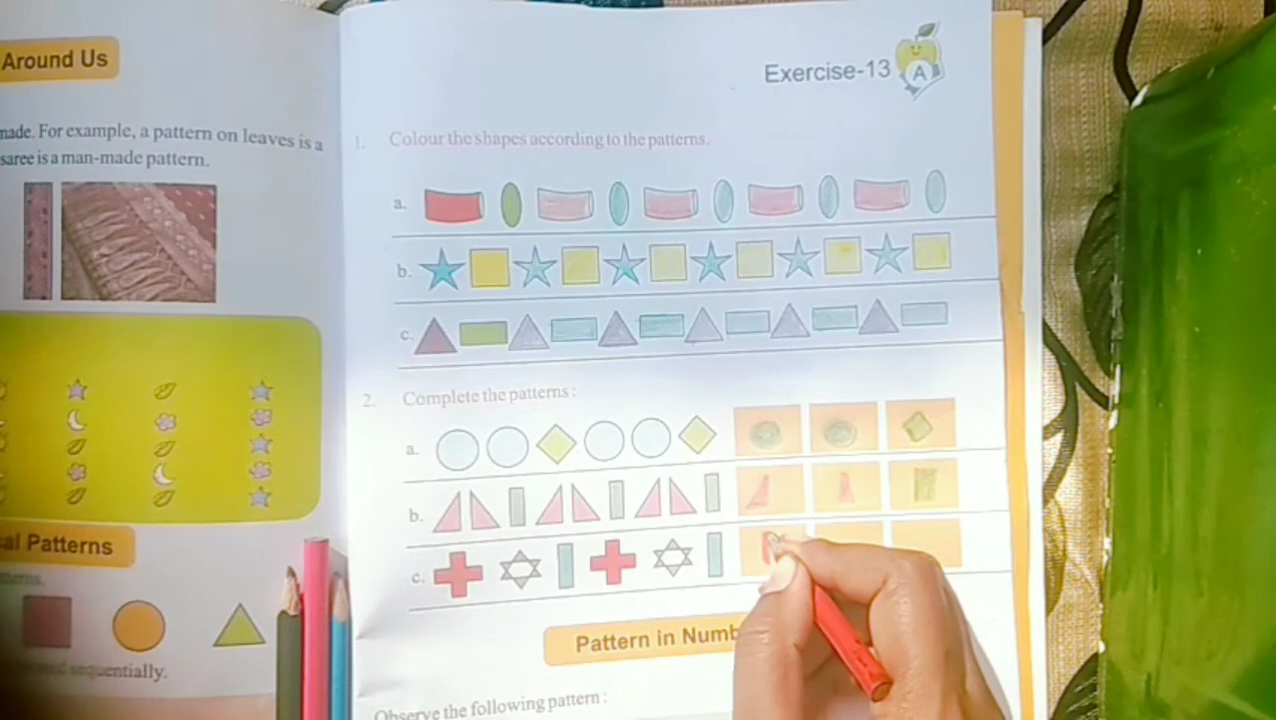 Around Us
made. For example, a pattern on leaves is a
saree is a man-made pattern.
al Patterns
sequentially.
Exercise-13 A
1. Colour the shapes according to the patterns.
a.
b.
c.
2. Complete the patterns :
a.
b.
c.
Pattern in Numb
Observe the following pattern :